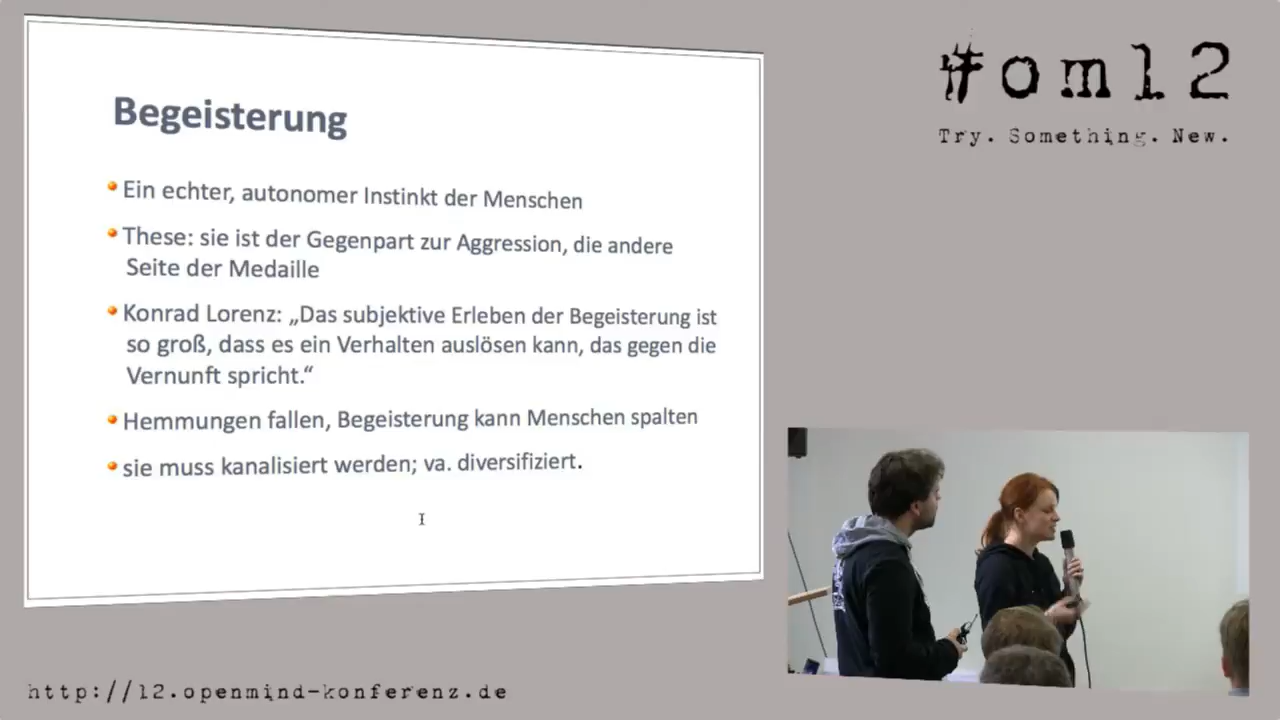 Begeisterung
Ein echter, autonomer Instinkt der Menschen
These: sie ist der Gegenpart zur Aggression, die andere
Seite der Medaille
Konrad Lorenz: „Das subjektive Erleben der Begeisterung ist
so groß, dass es ein Verhalten auslösen kann, das gegen die
Vernunft spricht.“
Hemmungen fallen, Begeisterung kann Menschen spalten
sie muss kanalisiert werden; va. diversifiziert.
#om12
Try. Something. New.
http://12.openmind-konferenz.de